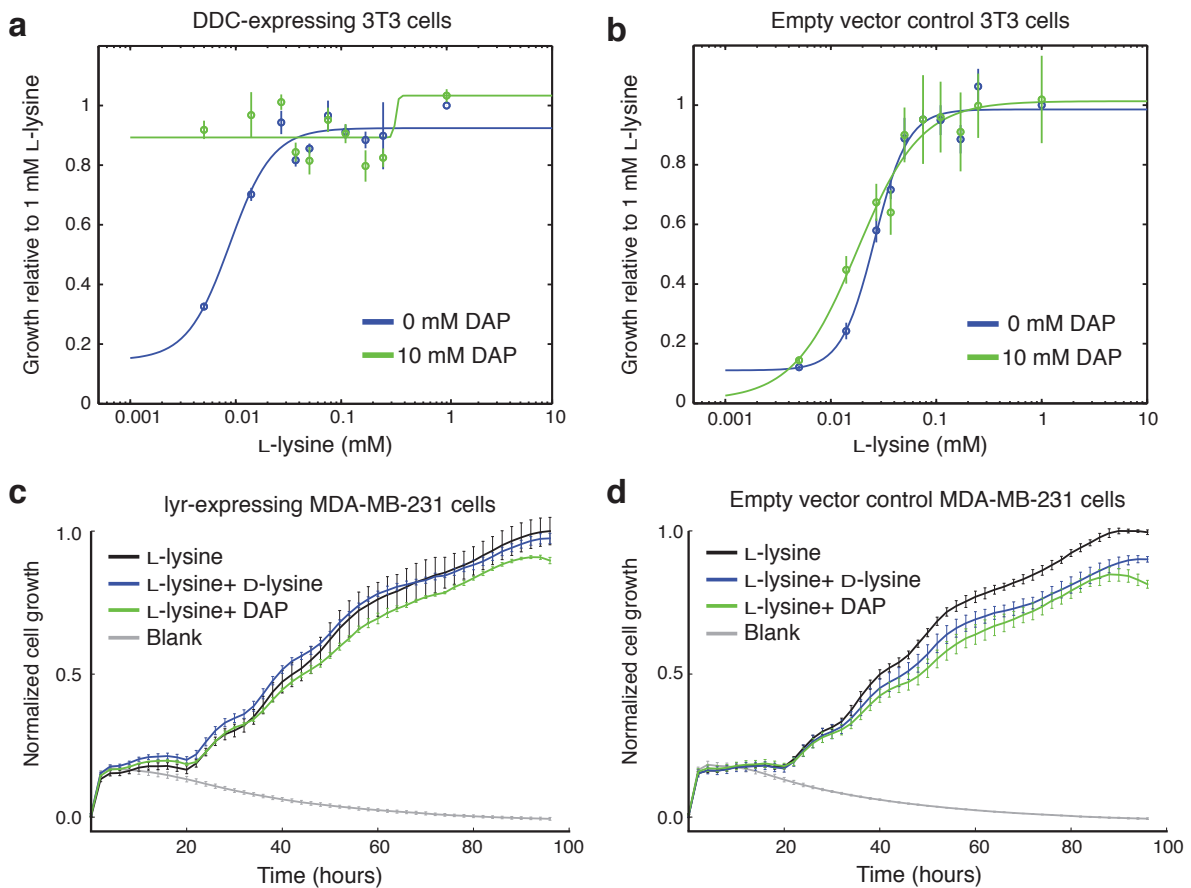 a
DDC-expressing 3T3 cells
Growth relative to 1 mM L-lysine
1
0.8
0.6
0.4
0.2
0
0 mM DAP
10 mM DAP
0.001
0.01
0.1
1
10
L-lysine (mM)
b
Empty vector control 3T3 cells
Growth relative to 1 mM L-lysine
1
0.8
0.6
0.4
0.2
0
0 mM DAP
10 mM DAP
0.001
0.01
0.1
1
10
L-lysine (mM)
c
lyr-expressing MDA-MB-231 cells
Normalized cell growth
1.0
0.5
0.0
L-lysine
L-lysine+ D-lysine
L-lysine+ DAP
Blank
20
40
60
80
100
Time (hours)
d
Empty vector control MDA-MB-231 cells
Normalized cell growth
1.0
0.5
0.0
L-lysine
L-lysine+ D-lysine
L-lysine+ DAP
Blank
20
40
60
80
100
Time (hours)